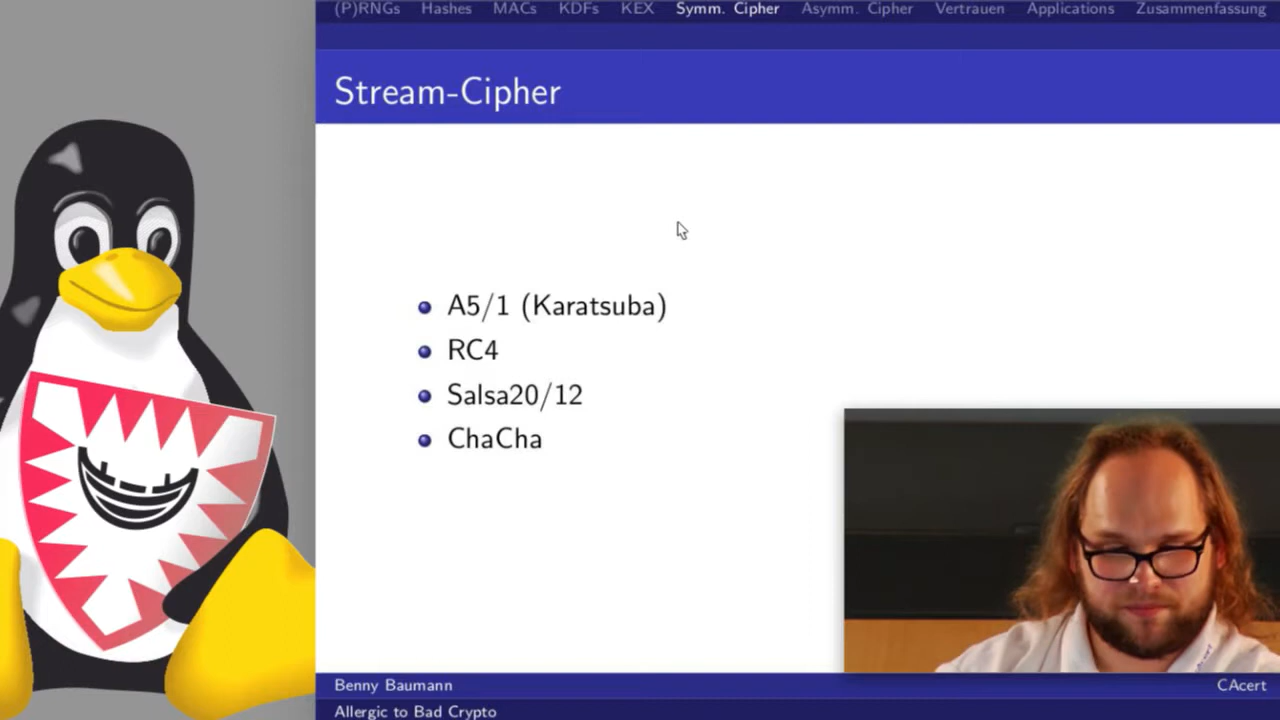 (P)RNGs Hashes MACs KDFs KEX Symm. Cipher Asymm. Cipher Vertrauen Applications Zusammenfassung
Stream-Cipher
A5/1 (Karatsuba)
RC4
Salsa20/12
ChaCha
Benny Baumann CAcert
Allergic to Bad Crypto